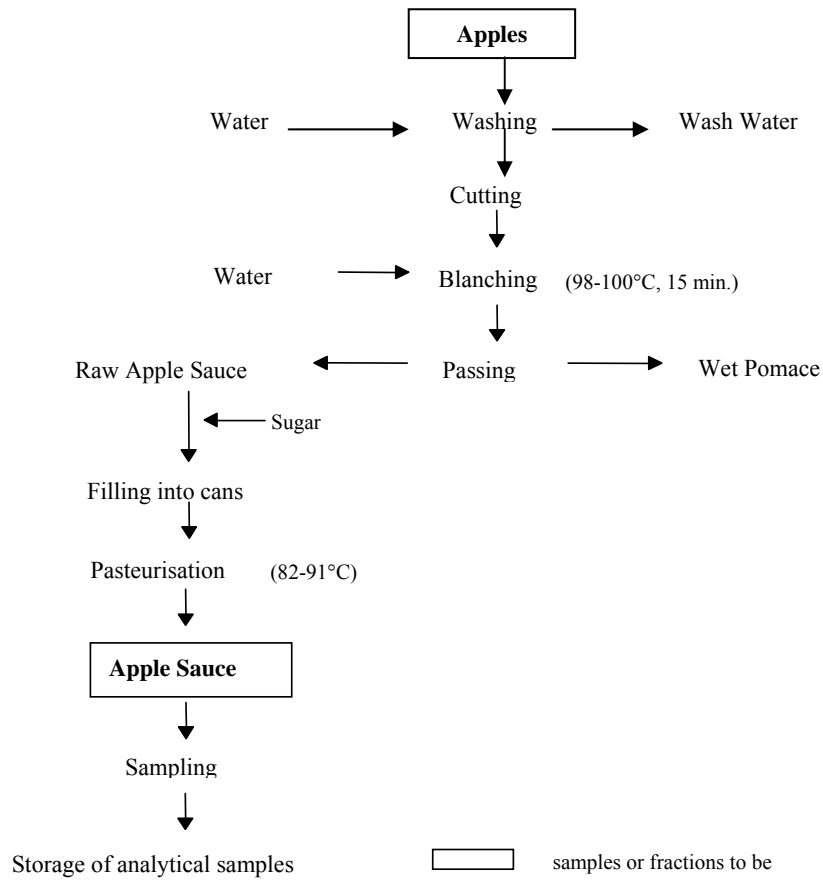 Apples
Water
Washing
Wash Water
Cutting
Water
Blanching
(98-100°C, 15 min.)
Raw Apple Sauce
Passing
Wet Pomace
Sugar
Filling into cans
Pasteurisation
(82-91°C)
Apple Sauce
Sampling
Storage of analytical samples
samples or fractions to be